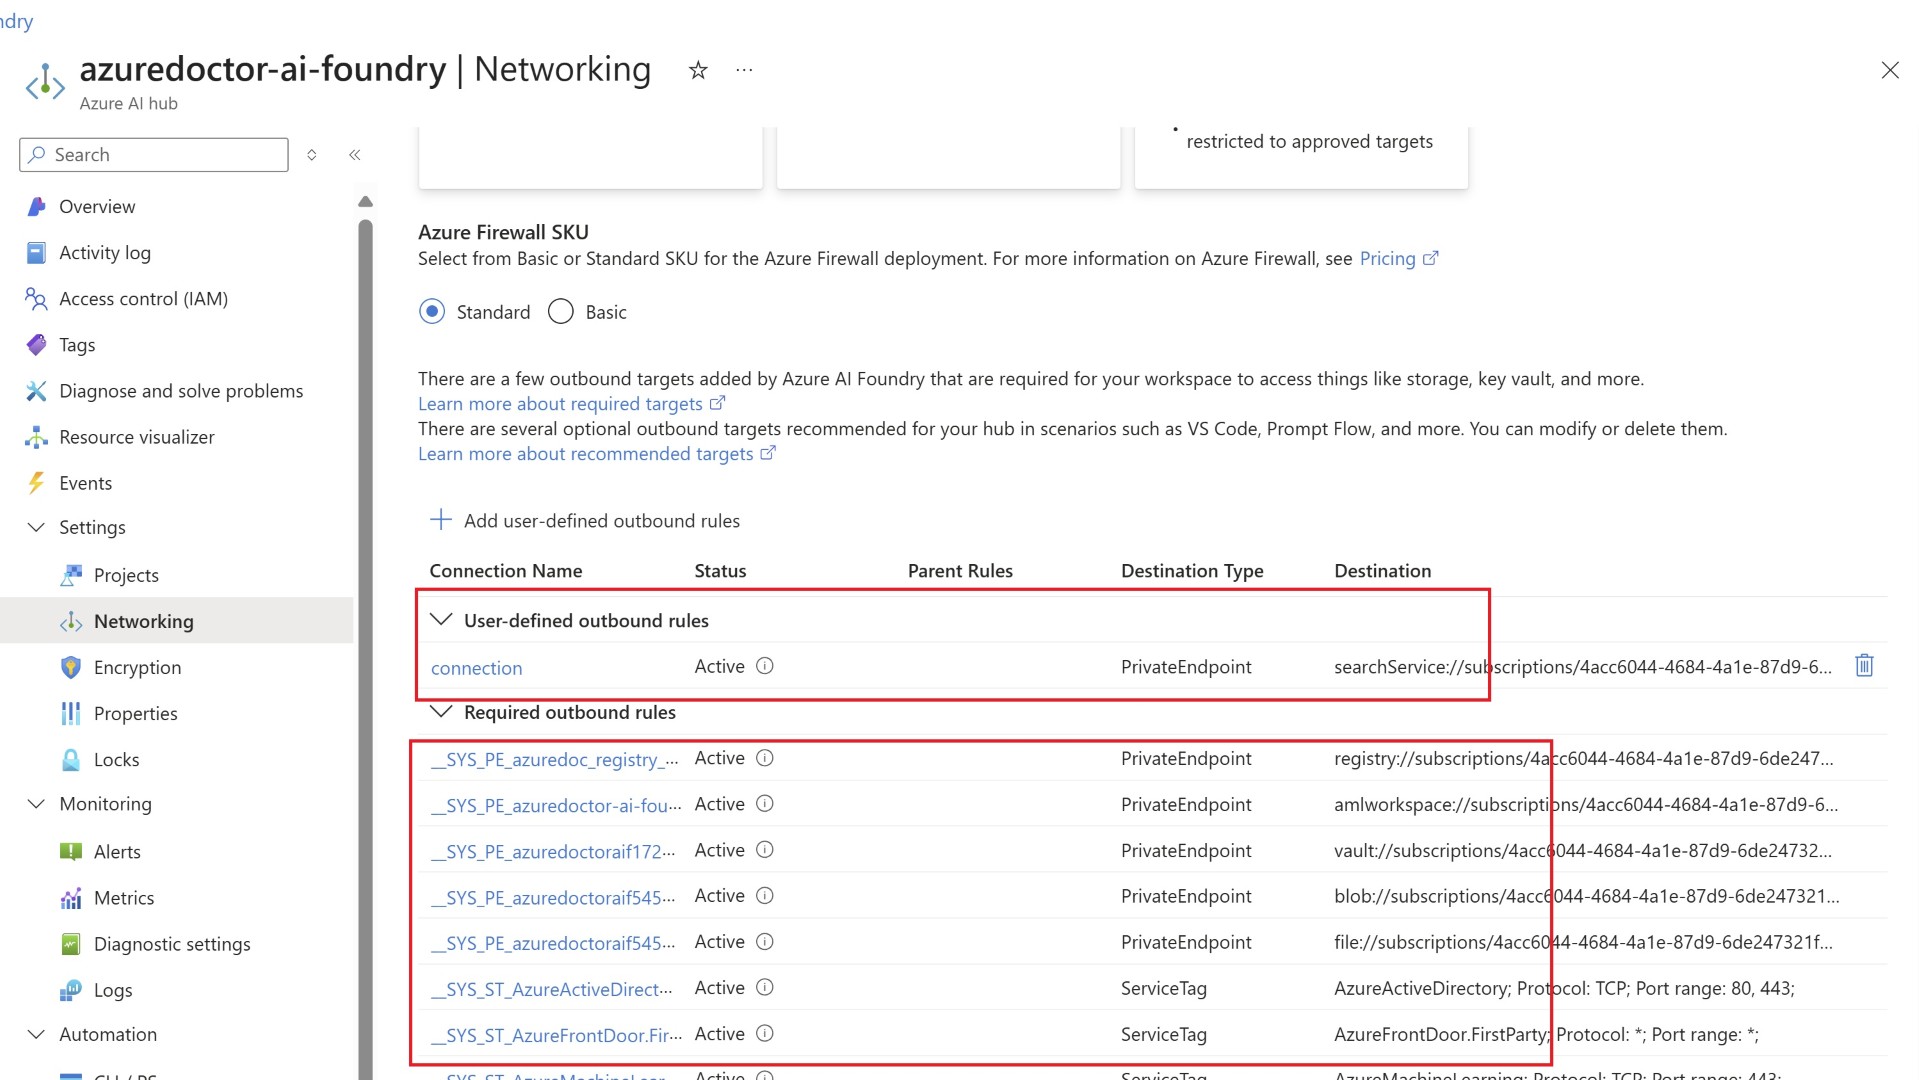 ndry
azuredoctor-ai-foundry | Networking
Azure AI hub
Search
Overview
Activity log
Access control (IAM)
Tags
Diagnose and solve problems
Resource visualizer
Events
Settings
Projects
Networking
Encryption
Properties
Locks
Monitoring
Alerts
Metrics
Diagnostic settings
Logs
Automation
restricted to approved targets
Azure Firewall SKU
Select from Basic or Standard SKU for the Azure Firewall deployment. For more information on Azure Firewall, see Pricing
Standard Basic
There are a few outbound targets added by Azure AI Foundry that are required for your workspace to access things like storage, key vault, and more.
Learn more about required targets
There are several optional outbound targets recommended for your hub in scenarios such as VS Code, Prompt Flow, and more. You can modify or delete them.
Learn more about recommended targets
Add user-defined outbound rules
Connection Name Status Parent Rules Destination Type Destination
User-defined outbound rules
connection Active PrivateEndpoint searchService://subscriptions/4acc6044-4684-4a1e-87d9-6...
Required outbound rules
__SYS_PE_azuredoc_registry_... Active PrivateEndpoint registry://subscriptions/4acc6044-4684-4a1e-87d9-6de247...
__SYS_PE_azuredoctor-ai-fou... Active PrivateEndpoint amlworkspace://subscriptions/4acc6044-4684-4a1e-87d9-6...
__SYS_PE_azuredoctoraif172... Active PrivateEndpoint vault://subscriptions/4acc6044-4684-4a1e-87d9-6de24732...
__SYS_PE_azuredoctoraif545... Active PrivateEndpoint blob://subscriptions/4acc6044-4684-4a1e-87d9-6de247321...
__SYS_PE_azuredoctoraif545... Active PrivateEndpoint file://subscriptions/4acc6044-4684-4a1e-87d9-6de247321f...
__SYS_ST_AzureActiveDirect... Active ServiceTag AzureActiveDirectory; Protocol: TCP; Port range: 80, 443;
__SYS_ST_AzureFrontDoor.Fir... Active ServiceTag AzureFrontDoor.FirstParty; Protocol: *; Port range: *;
Active ServiceTag AzureMachineLearning; Protocol: TCP; Port range: 443;